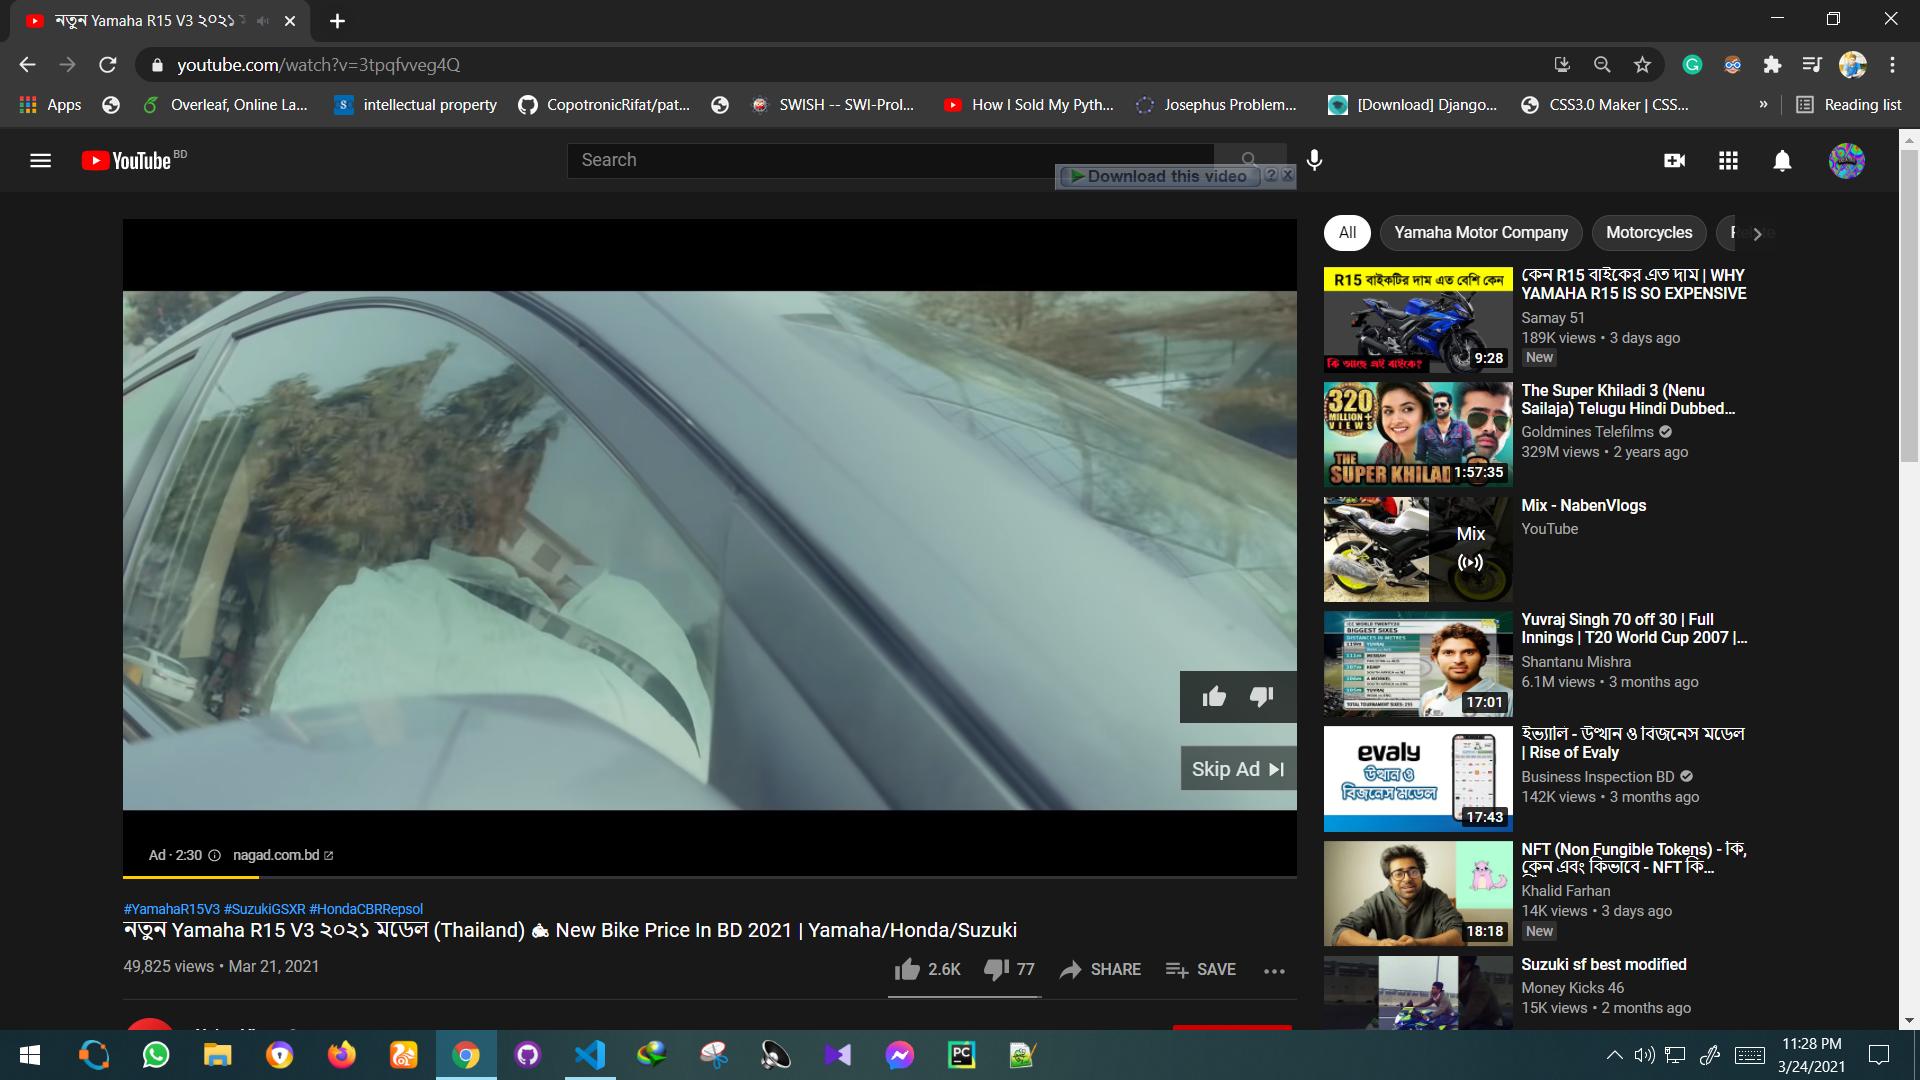 নতুন Yamaha R15 V3 ২০২১
youtube.com/watch?v=3tpqfvveg4Q
Apps
Overleaf, Online La...
intellectual property
CopotronicRifat/pat...
SWISH -- SWI-Prol...
How I Sold My Pyth...
Josephus Problem...
[Download] Django...
CSS3.0 Maker | CSS...
»
Reading list
YouTube BD
Search
Download this video
All
Yamaha Motor Company
Motorcycles
R15 বাইকটির দাম এত বেশি কেন
কি আছে এই বাইকে?
9:28
কেন R15 বাইকের এত দাম | WHY
YAMAHA R15 IS SO EXPENSIVE
Samay 51
189K views • 3 days ago
New
320
MILLION+
VIEWS
THE
SUPER KHILADI
1:57:35
The Super Khiladi 3 (Nenu
Sailaja) Telugu Hindi Dubbed...
Goldmines Telefilms
329M views • 2 years ago
Mix
Mix - NabenVlogs
YouTube
ICC WORLD TWENTY20
BIGGEST SIXES
DISTANCES IN METRES
17:01
Yuvraj Singh 70 off 30 | Full
Innings | T20 World Cup 2007 |...
Shantanu Mishra
6.1M views • 3 months ago
evaly
উত্থান ও
বিজনেস মডেল
17:43
ইভ্যালি - উত্থান ও বিজনেস মডেল
| Rise of Evaly
Business Inspection BD
142K views • 3 months ago
18:18
NFT (Non Fungible Tokens) - কি,
কেন এবং কিভাবে - NFT কি...
Khalid Farhan
14K views • 3 days ago
New
Suzuki sf best modified
Money Kicks 46
15K views • 2 months ago
Skip Ad
Ad · 2:30
nagad.com.bd
#YamahaR15V3 #SuzukiGSXR #HondaCBRRepsol
নতুন Yamaha R15 V3 ২০২১ মডেল (Thailand) 🏍 New Bike Price In BD 2021 | Yamaha/Honda/Suzuki
49,825 views • Mar 21, 2021
2.6K
77
SHARE
SAVE
11:28 PM
3/24/2021